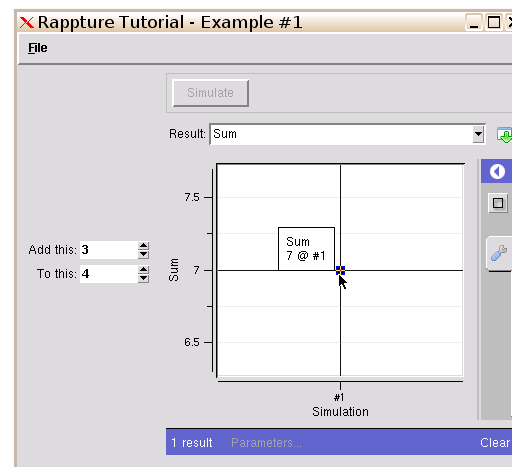 Rappture Tutorial - Example #1
File
Simulate
Result: Sum
7.5
Sum
7 @ #1
Add this: 3
To this: 4
Sum
7
6.5
#1
Simulation
1 result Parameters... Clear